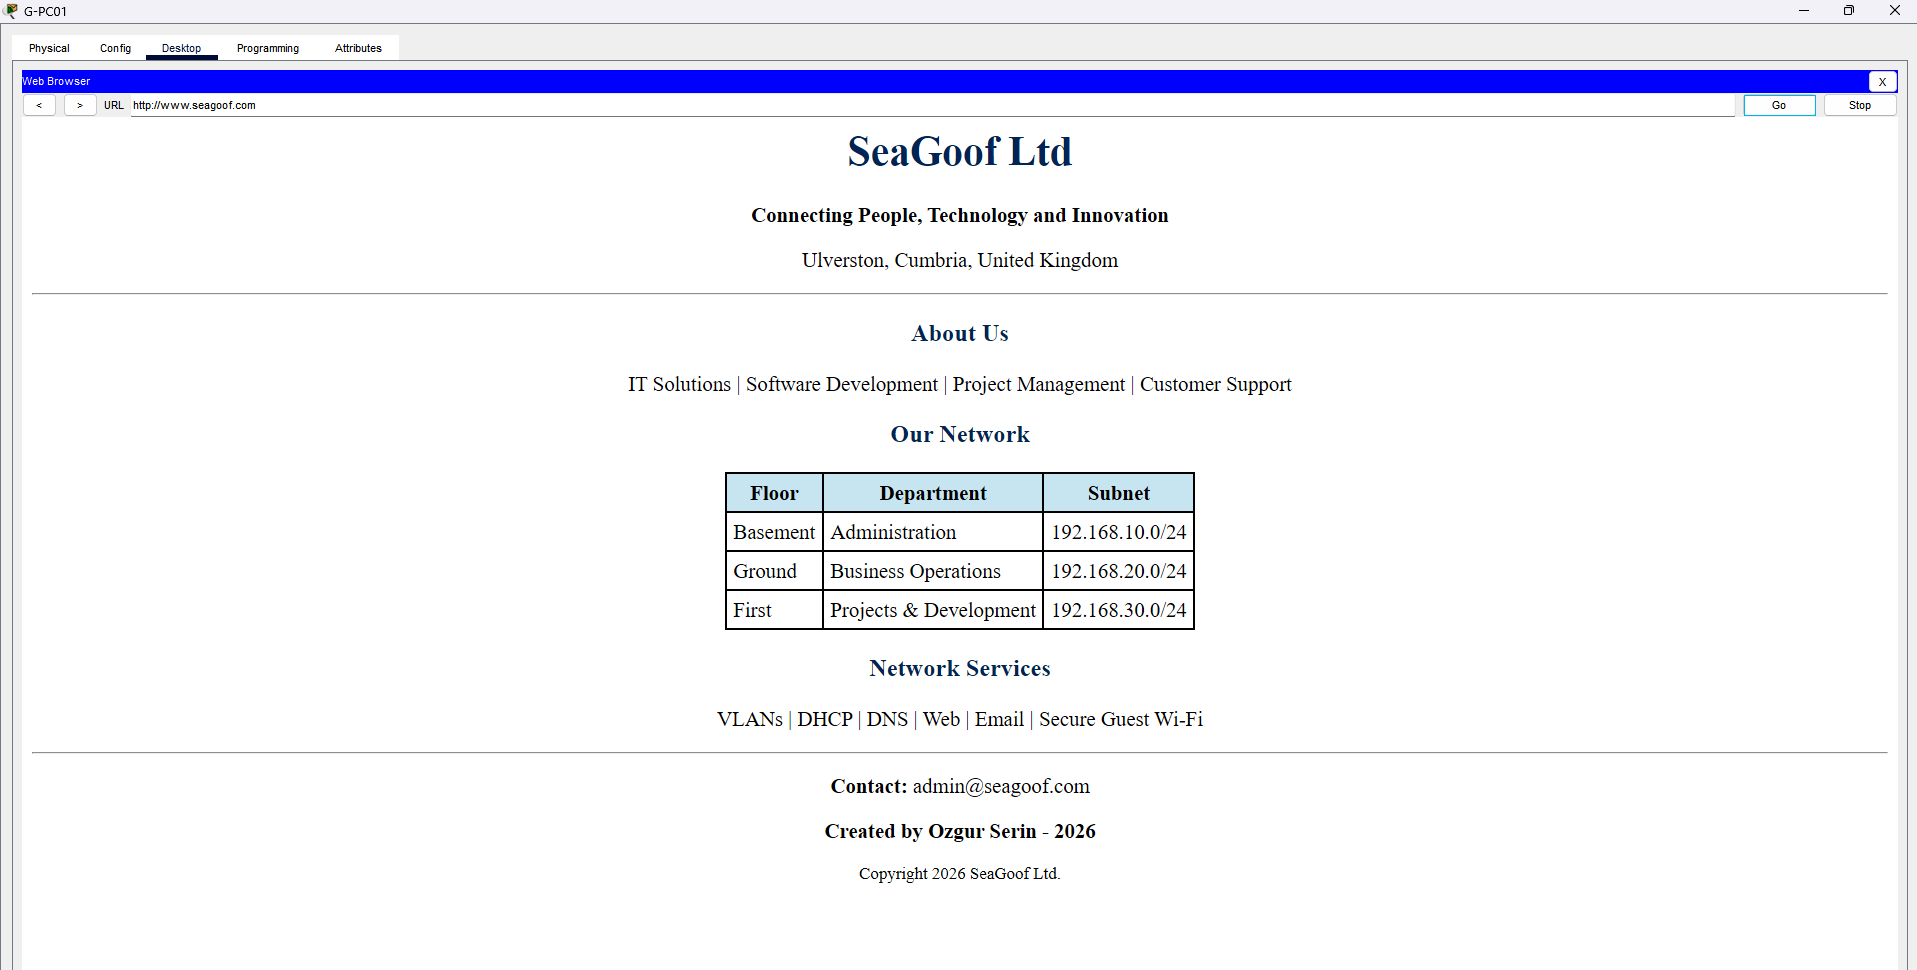 G-PC01
Physical Config Desktop Programming Attributes
Web Browser
X
< > URL http://www.seagoof.com Go Stop
SeaGoof Ltd
Connecting People, Technology and Innovation
Ulverston, Cumbria, United Kingdom
About Us
IT Solutions | Software Development | Project Management | Customer Support
Our Network
Floor Department Subnet
Basement Administration 192.168.10.0/24
Ground Business Operations 192.168.20.0/24
First Projects & Development 192.168.30.0/24
Network Services
VLANs | DHCP | DNS | Web | Email | Secure Guest Wi-Fi
Contact: admin@seagoof.com
Created by Ozgur Serin - 2026
Copyright 2026 SeaGoof Ltd.